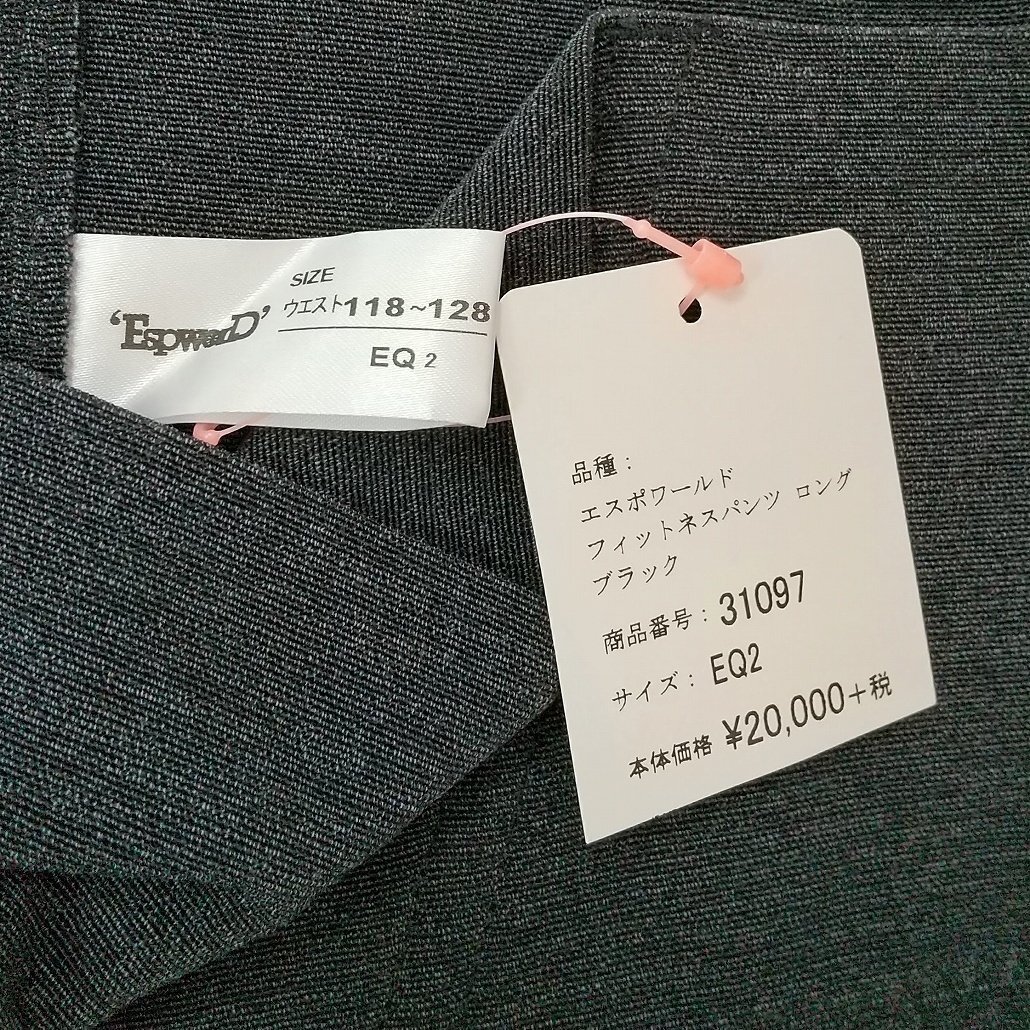 'EspwarlD'
SIZE
ウエスト118~128
EQ 2
品種：
エスポワールド
フィットネスパンツ ロング
ブラック
商品番号：31097
サイズ：EQ2
本体価格 ¥20,000+税